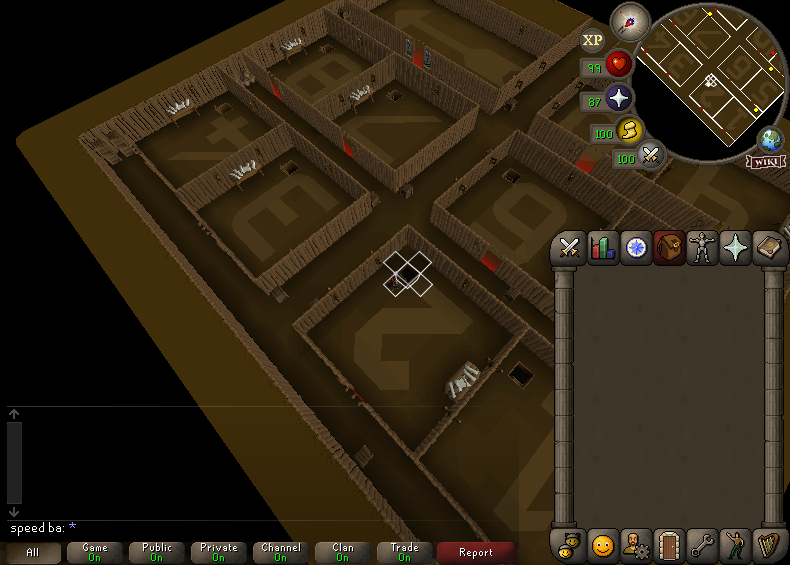 XP
99
67
100
100
WIKI
speed ba: *
All
Game
On
Public
On
Private
On
Channel
On
Clan
On
Trade
On
Report